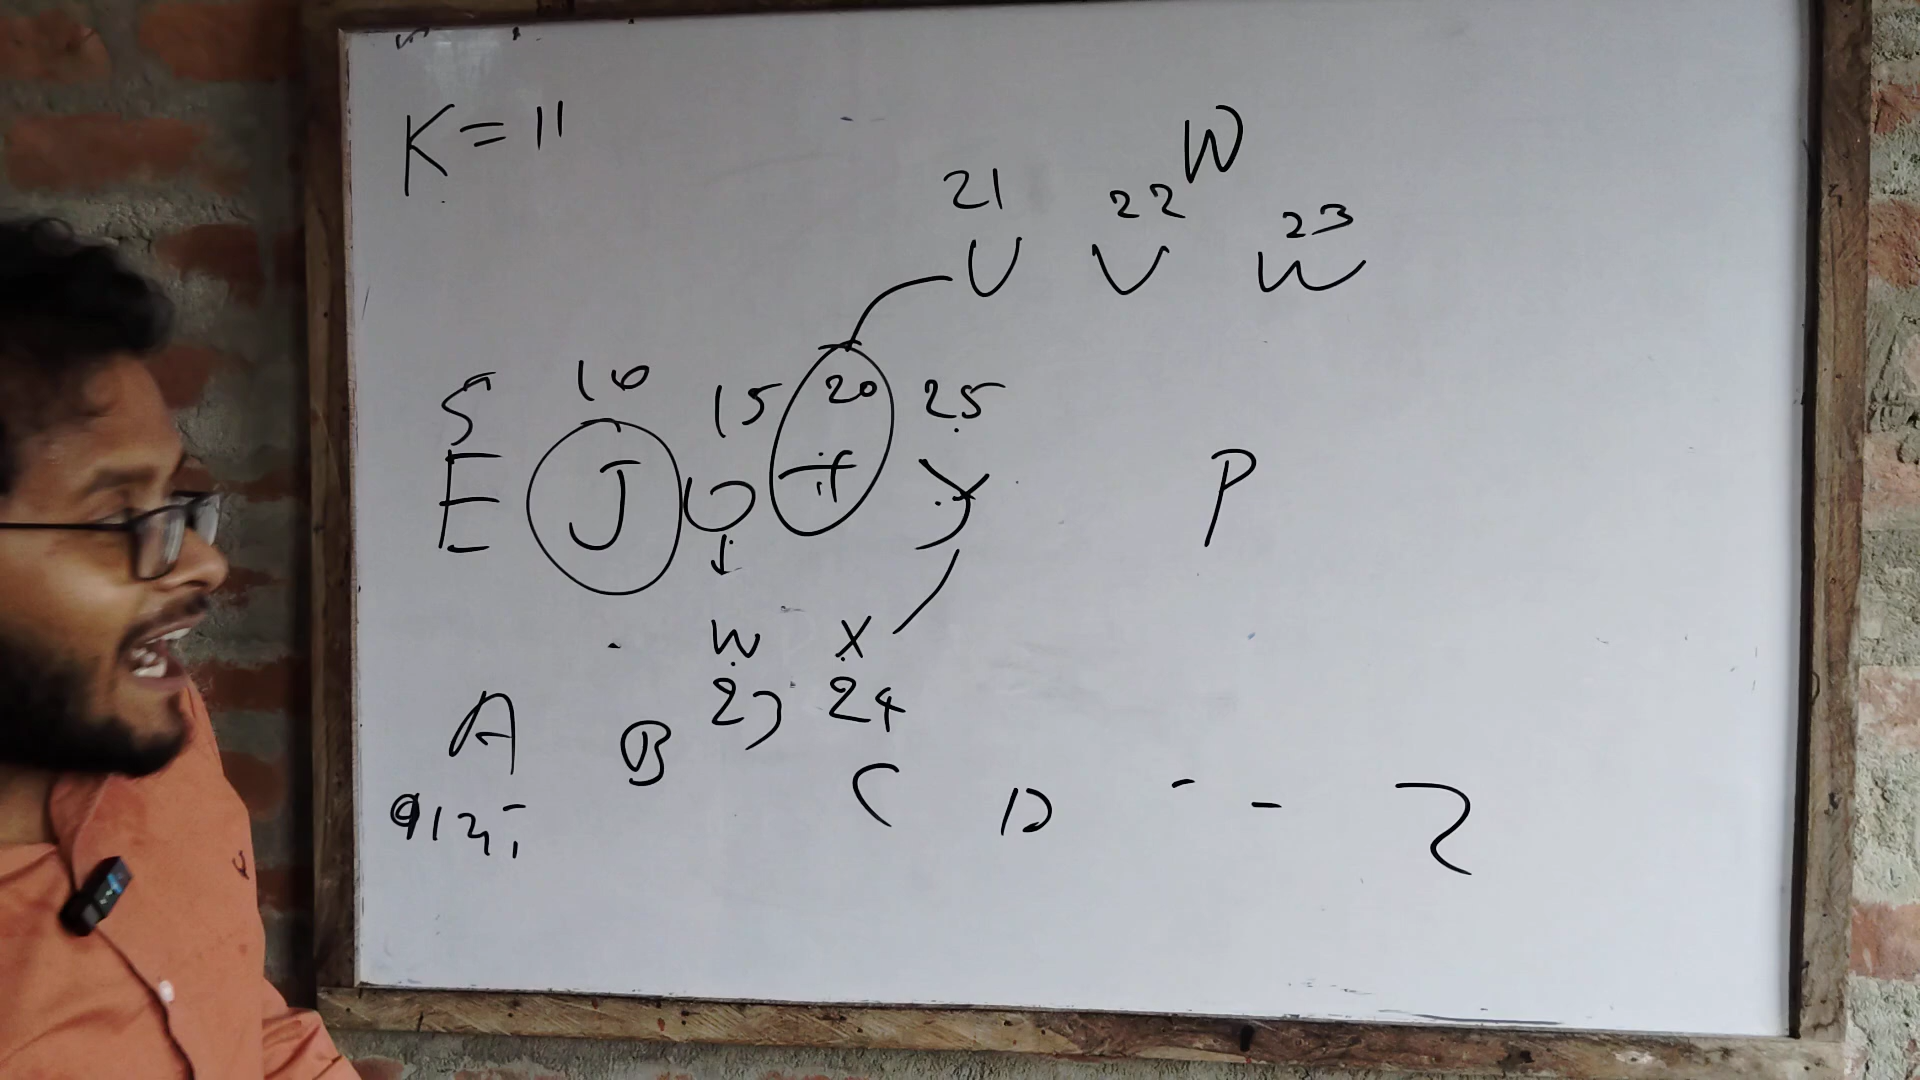 K = 11
W
21 22 23
U V W
5 10 15 20 25
E J O T Y P
W X
23 24
A B C D - - Z